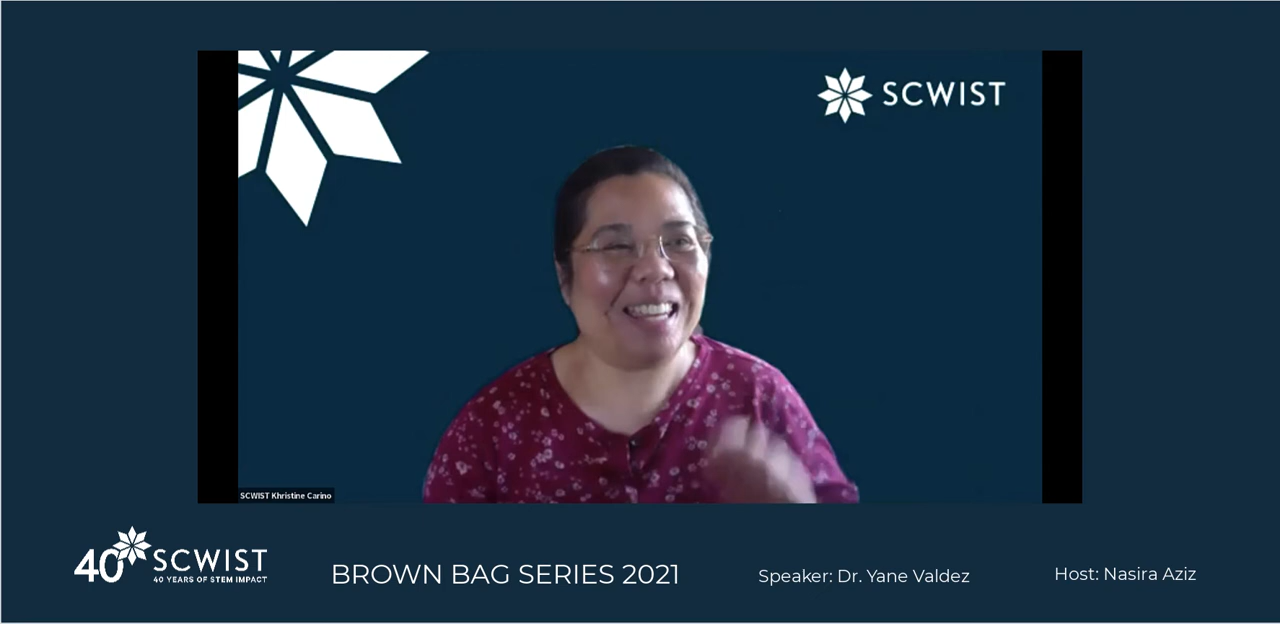 SCWIST
SCWIST Khristine Carino
40 SCWIST
40 YEARS OF STEM IMPACT
BROWN BAG SERIES 2021
Speaker: Dr. Yane Valdez
Host: Nasira Aziz